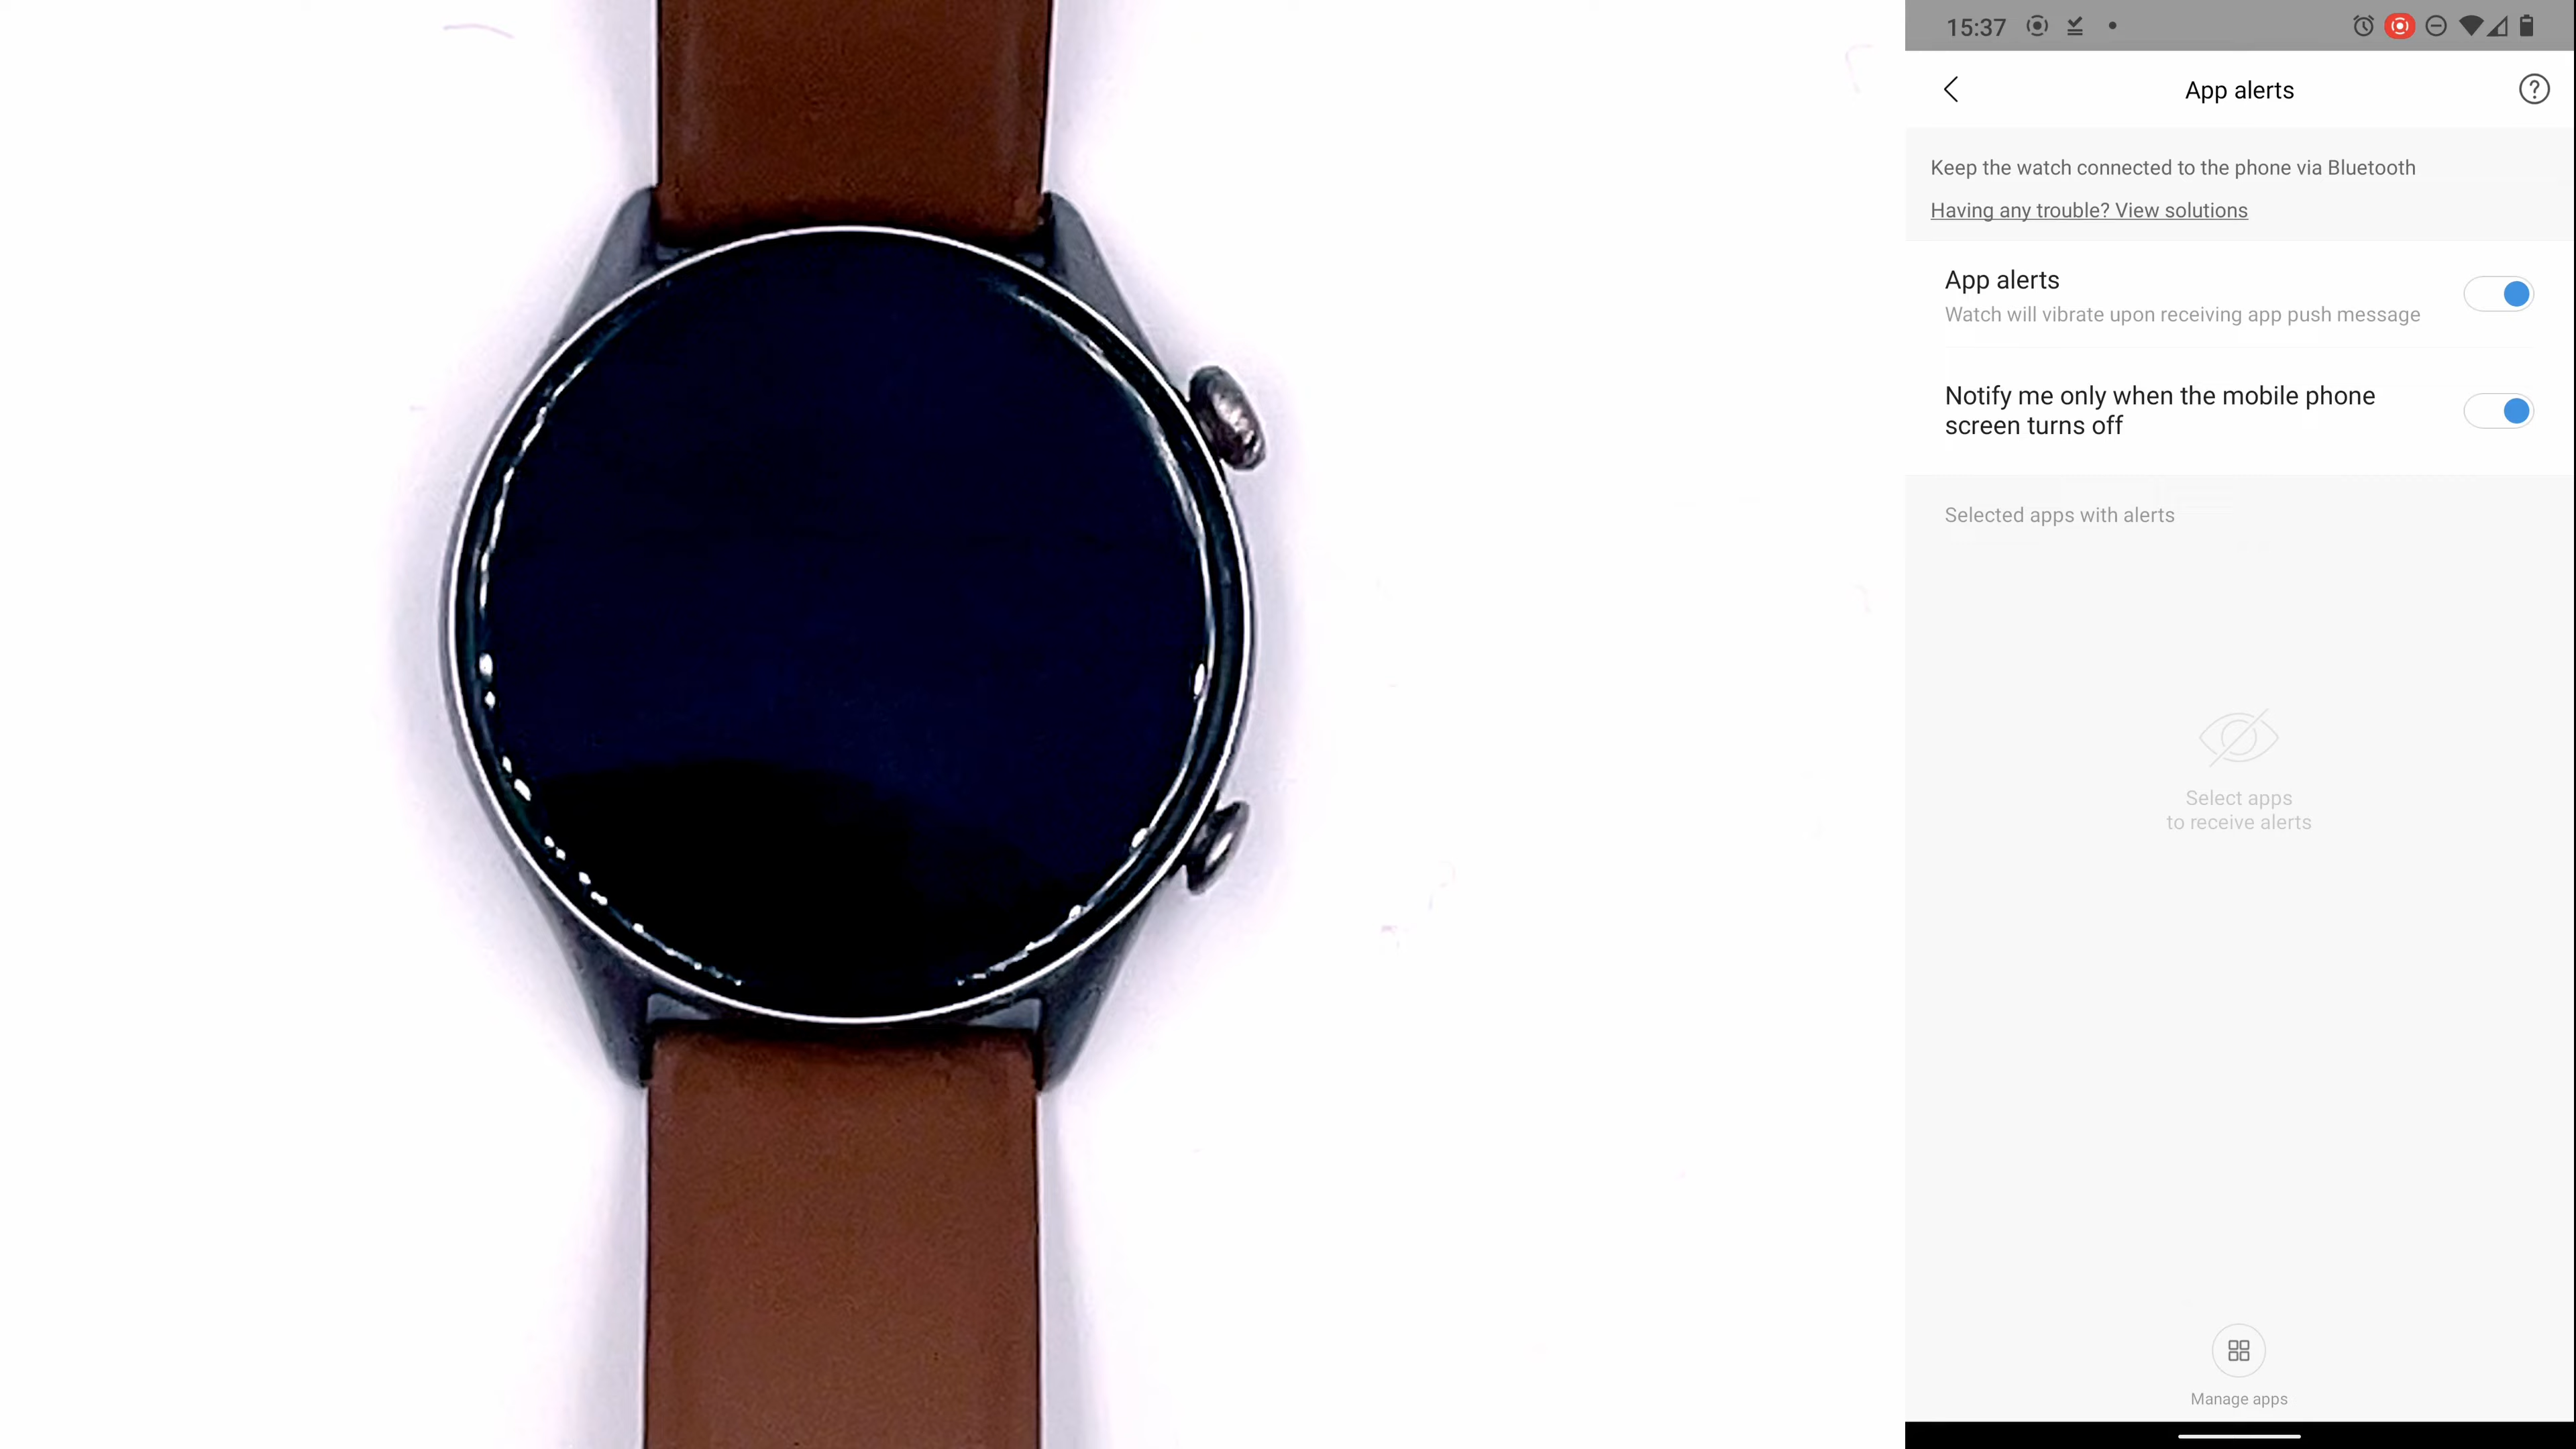 15:37
App alerts
Keep the watch connected to the phone via Bluetooth
Having any trouble? View solutions
App alerts
Watch will vibrate upon receiving app push message
Notify me only when the mobile phone
screen turns off
Selected apps with alerts
Select apps
to receive alerts
Manage apps